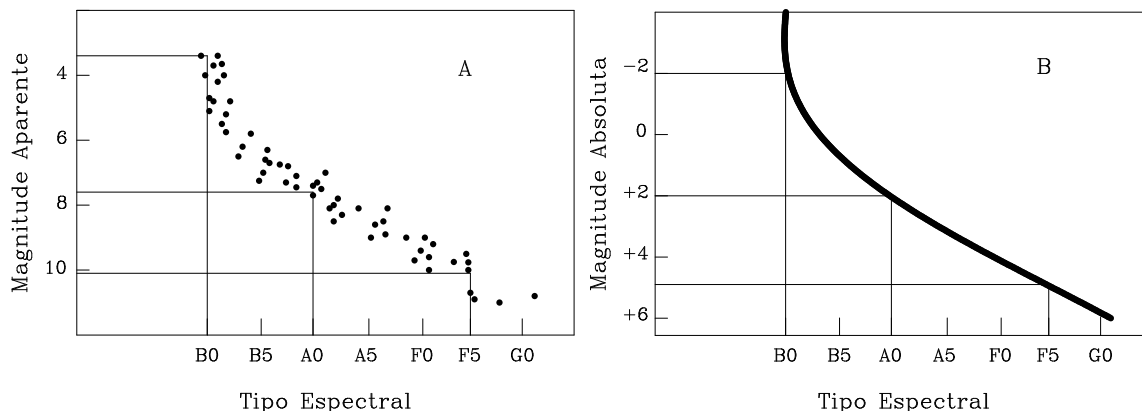 A
Magnitude Aparente
4
6
8
10
B0 B5 A0 A5 F0 F5 G0
Tipo Espectral
B
Magnitude Absoluta
-2
0
+2
+4
+6
B0 B5 A0 A5 F0 F5 G0
Tipo Espectral